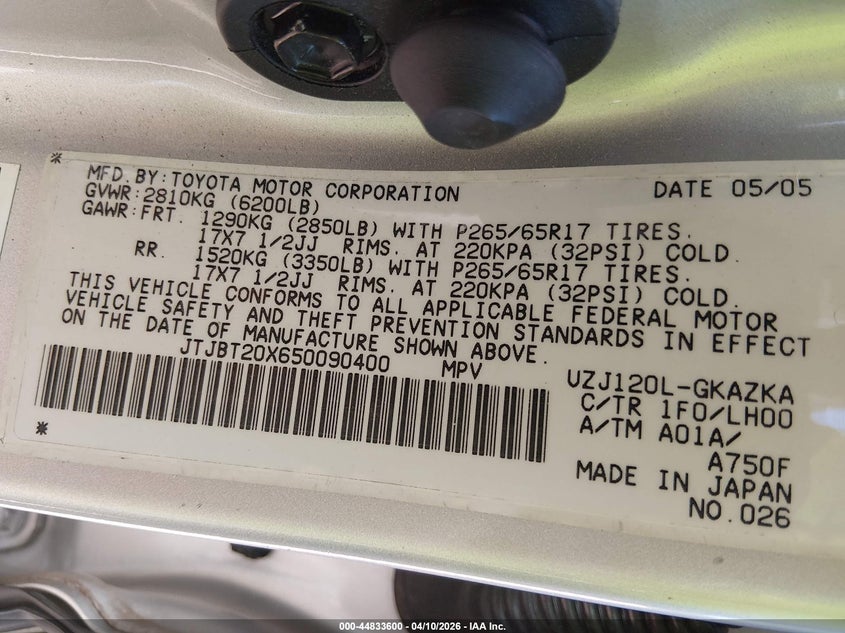 MFD. BY: TOYOTA MOTOR CORPORATION DATE 05/05
GVWR: 2810KG (6200LB)
GAWR: FRT. 1290KG (2850LB) WITH P265/65R17 TIRES.
17X7 1/2JJ RIMS. AT 220KPA (32PSI) COLD.
RR. 1520KG (3350LB) WITH P265/65R17 TIRES.
17X7 1/2JJ RIMS. AT 220KPA (32PSI) COLD.
THIS VEHICLE CONFORMS TO ALL APPLICABLE FEDERAL MOTOR
VEHICLE SAFETY AND THEFT PREVENTION STANDARDS IN EFFECT
ON THE DATE OF MANUFACTURE SHOWN ABOVE.
JTJBT20X650090400 MPV
UZJ120L-GKAZKA
C/TR 1F0/LH00
A/TM A01A/
A750F
MADE IN JAPAN
NO.026
000-44833600 - 04/10/2026 - IAA Inc.